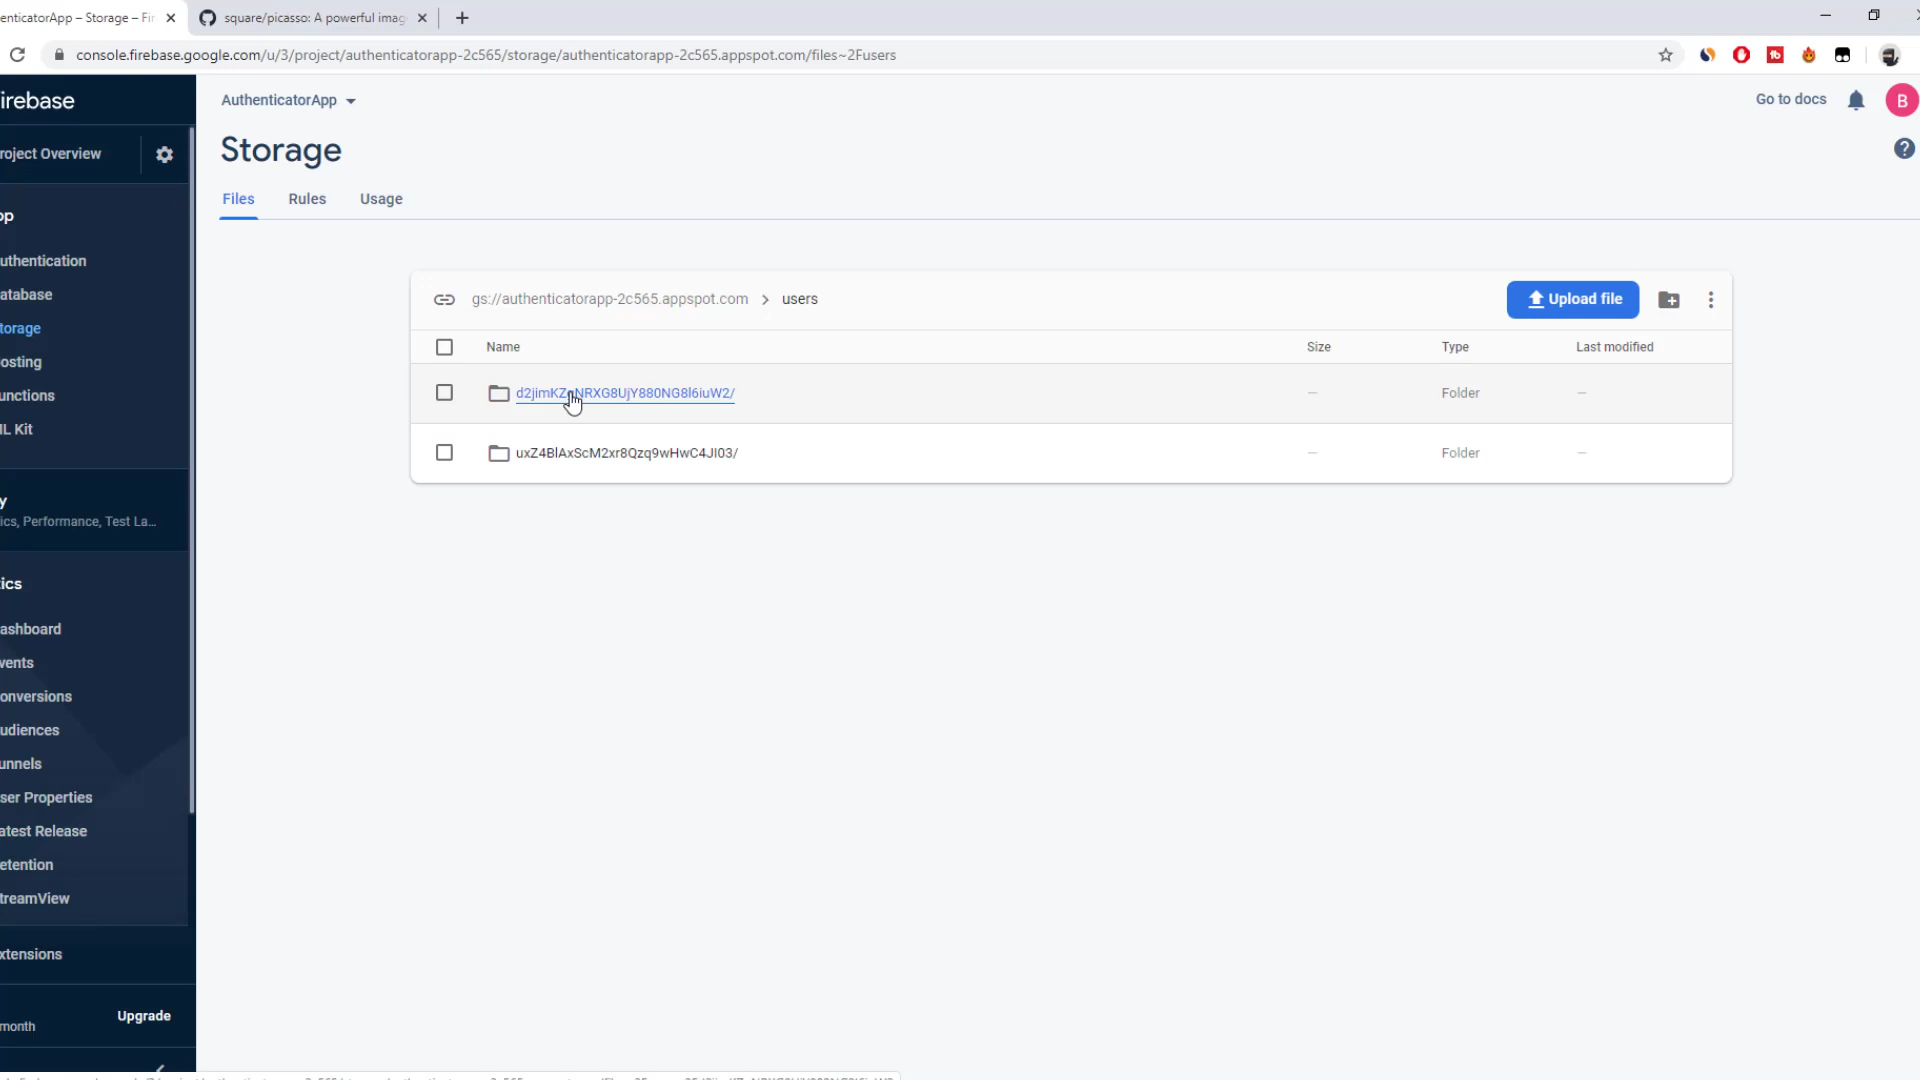 enticatorApp – Storage – Fir
square/picasso: A powerful imag
console.firebase.google.com/u/3/project/authenticatorapp-2c565/storage/authenticatorapp-2c565.appspot.com/files~2Fusers
irebase
AuthenticatorApp
Go to docs
B
roject Overview
Storage
?
Files
Rules
Usage
pp
uthentication
atabase
torage
osting
unctions
L Kit
gs://authenticatorapp-2c565.appspot.com > users
Upload file
Name
Size
Type
Last modified
Folder
–
uxZ4BlAxScM2xr8Qzq9wHwC4JI03/
–
Folder
–
y
ics, Performance, Test La...
tics
ashboard
vents
onversions
udiences
unnels
ser Properties
atest Release
etention
treamView
xtensions
month
Upgrade